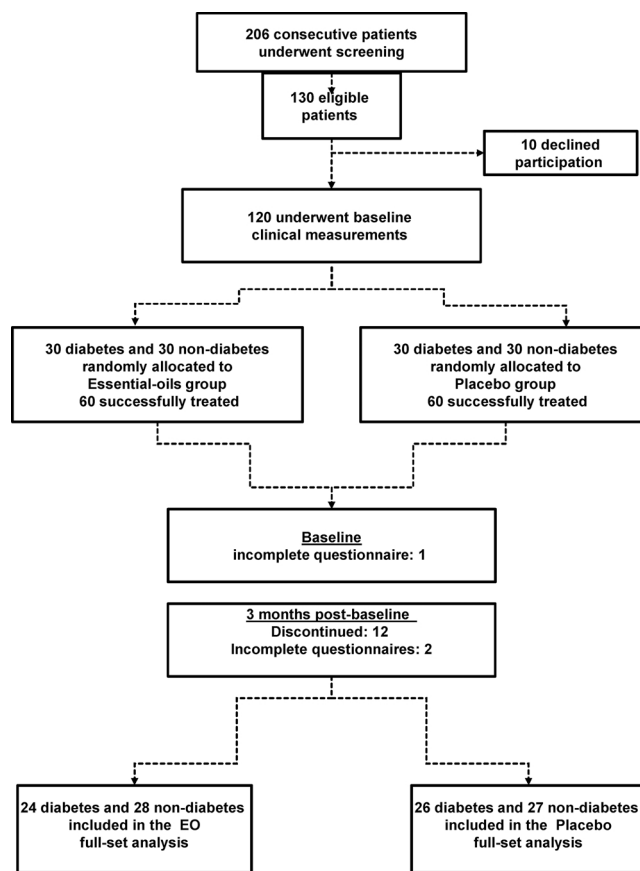 206 consecutive patients
underwent screening
130 eligible
patients
10 declined
participation
120 underwent baseline
clinical measurements
30 diabetes and 30 non-diabetes
randomly allocated to
Essential-oils group
60 successfully treated
30 diabetes and 30 non-diabetes
randomly allocated to
Placebo group
60 successfully treated
Baseline
incomplete questionnaire: 1
3 months post-baseline
Discontinued: 12
Incomplete questionnaires: 2
24 diabetes and 28 non-diabetes
included in the EO
full-set analysis
26 diabetes and 27 non-diabetes
included in the Placebo
full-set analysis